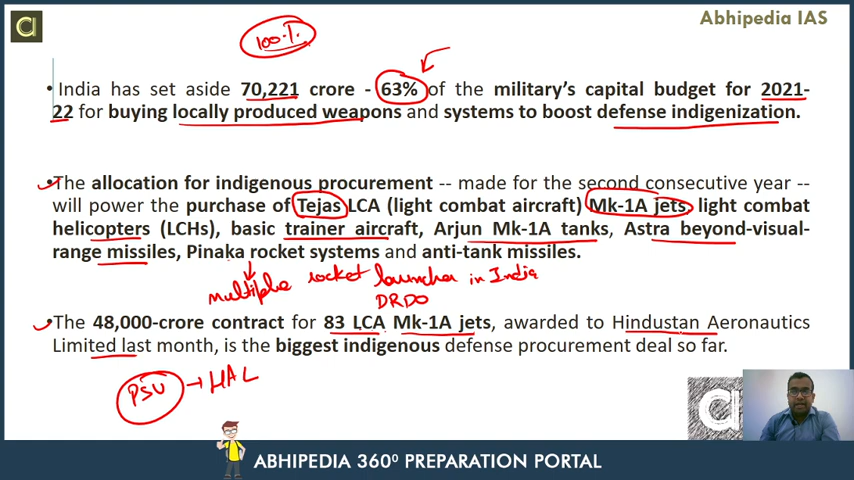 Abhipedia IAS
100%
• India has set aside 70,221 crore - 63% of the military's capital budget for 2021-
22 for buying locally produced weapons and systems to boost defense indigenization.
• The allocation for indigenous procurement -- made for the second consecutive year --
will power the purchase of Tejas LCA (light combat aircraft) Mk-1A jets, light combat
helicopters (LCHs), basic trainer aircraft, Arjun Mk-1A tanks, Astra beyond-visual-
range missiles, Pinaka rocket systems and anti-tank missiles.
multiple rocket launcher in India
DRDO
• The 48,000-crore contract for 83 LCA Mk-1A jets, awarded to Hindustan Aeronautics
Limited last month, is the biggest indigenous defense procurement deal so far.
PSU → HAL
ABHIPEDIA 360⁰ PREPARATION PORTAL